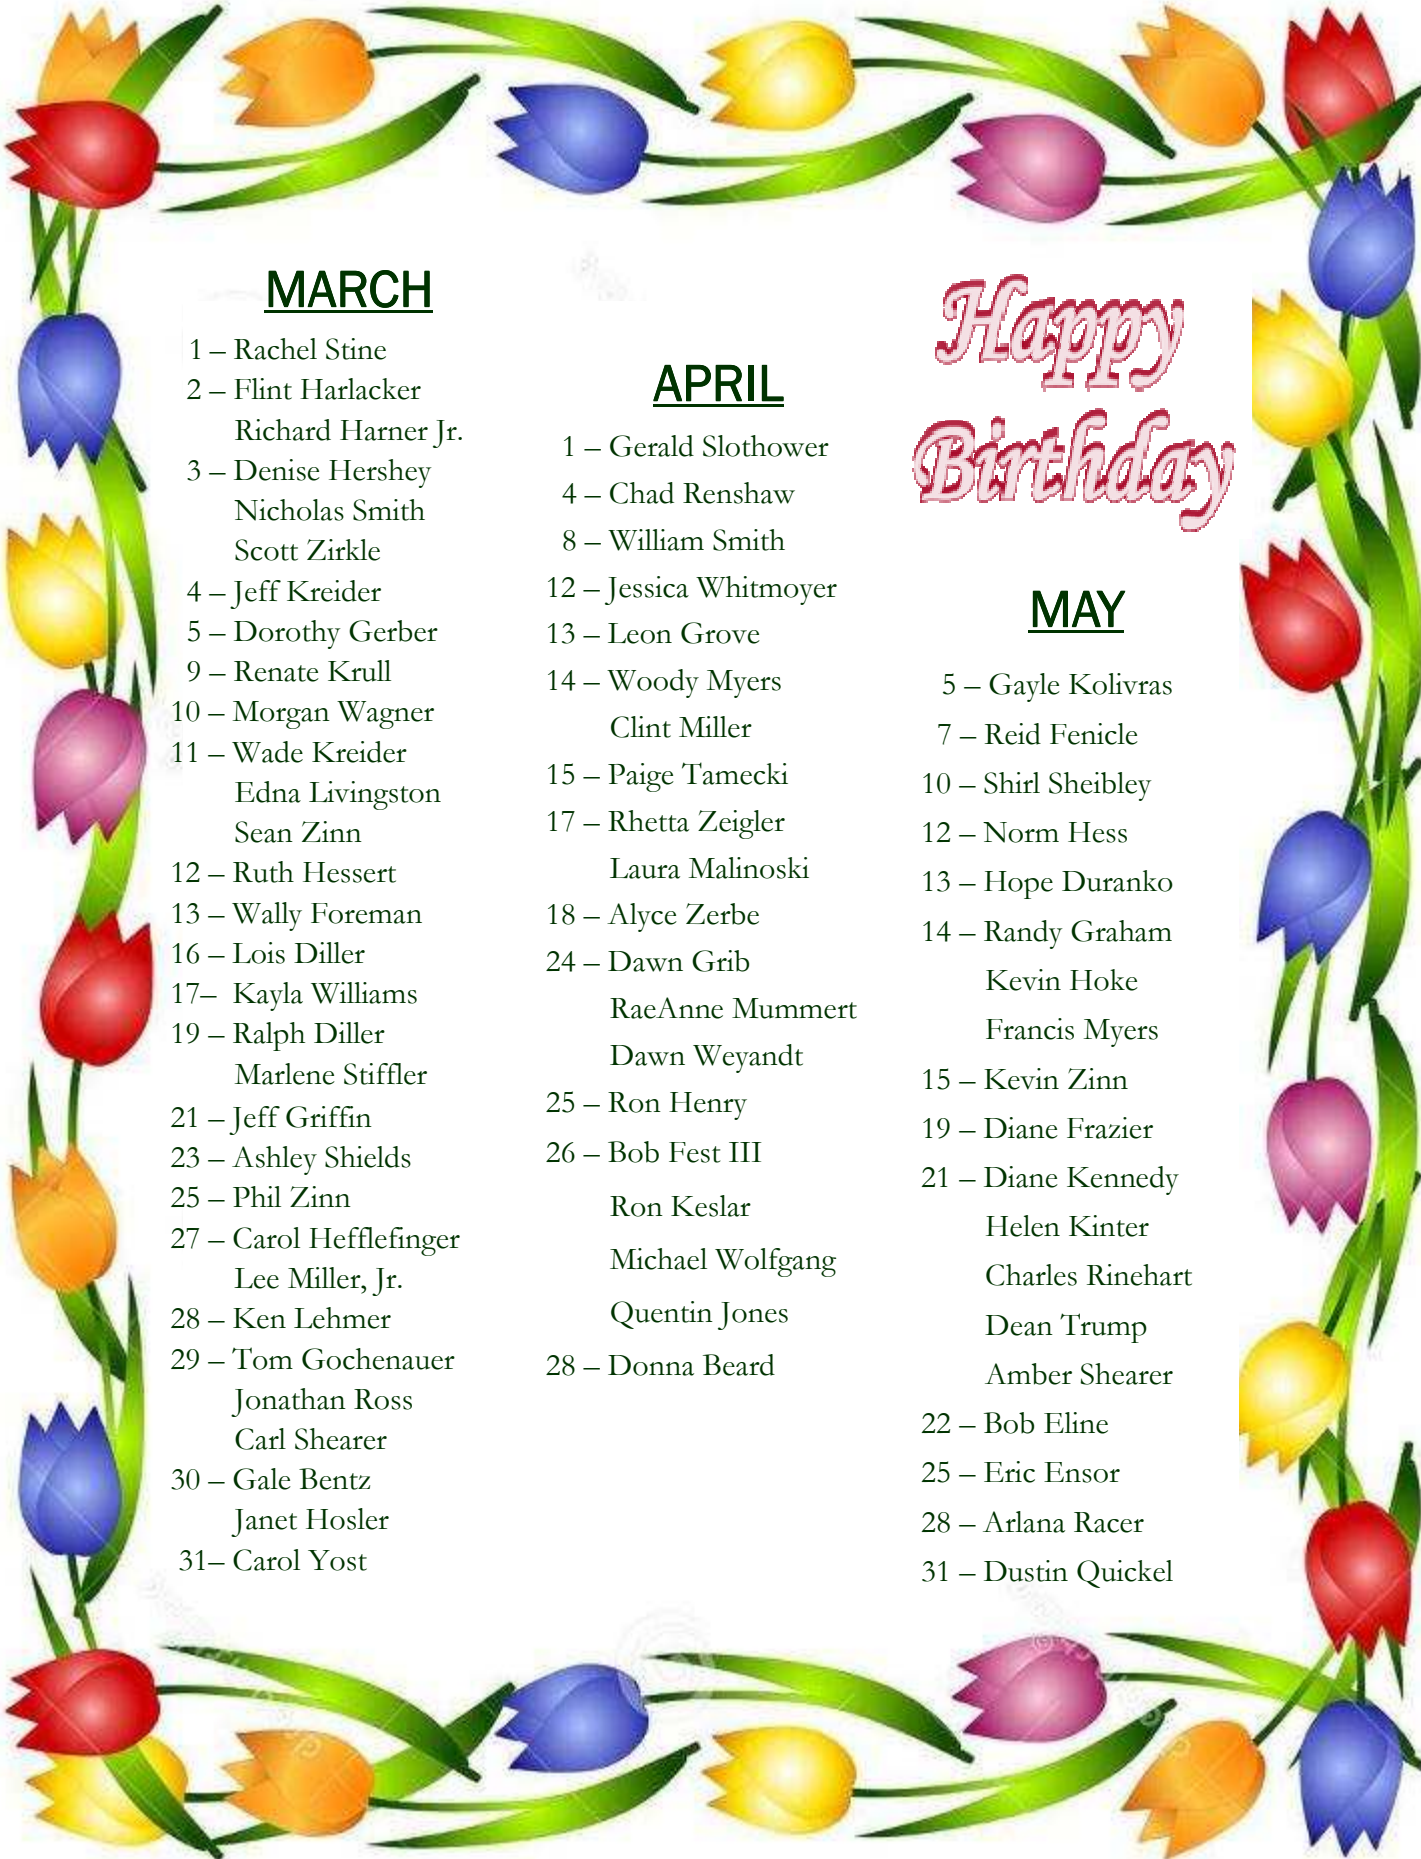 MARCH
1 – Rachel Stine
2 – Flint Harlacker
Richard Harner Jr.
3 – Denise Hershey
Nicholas Smith
Scott Zirkle
4 – Jeff Kreider
5 – Dorothy Gerber
9 – Renate Krull
10 – Morgan Wagner
11 – Wade Kreider
Edna Livingston
Sean Zinn
12 – Ruth Hessert
13 – Wally Foreman
16 – Lois Diller
17– Kayla Williams
19 – Ralph Diller
Marlene Stiffler
21 – Jeff Griffin
23 – Ashley Shields
25 – Phil Zinn
27 – Carol Hefflefinger
Lee Miller, Jr.
28 – Ken Lehmer
29 – Tom Gochenauer
Jonathan Ross
Carl Shearer
30 – Gale Bentz
Janet Hosler
31– Carol Yost
APRIL
1 – Gerald Slothower
4 – Chad Renshaw
8 – William Smith
12 – Jessica Whitmoyer
13 – Leon Grove
14 – Woody Myers
Clint Miller
15 – Paige Tamecki
17 – Rhetta Zeigler
Laura Malinoski
18 – Alyce Zerbe
24 – Dawn Grib
RaeAnne Mummert
Dawn Weyandt
25 – Ron Henry
26 – Bob Fest III
Ron Keslar
Michael Wolfgang
Quentin Jones
28 – Donna Beard
Happy
Birthday
MAY
5 – Gayle Kolivras
7 – Reid Fenicle
10 – Shirl Sheibley
12 – Norm Hess
13 – Hope Duranko
14 – Randy Graham
Kevin Hoke
Francis Myers
15 – Kevin Zinn
19 – Diane Frazier
21 – Diane Kennedy
Helen Kinter
Charles Rinehart
Dean Trump
Amber Shearer
22 – Bob Eline
25 – Eric Ensor
28 – Arlana Racer
31 – Dustin Quickel